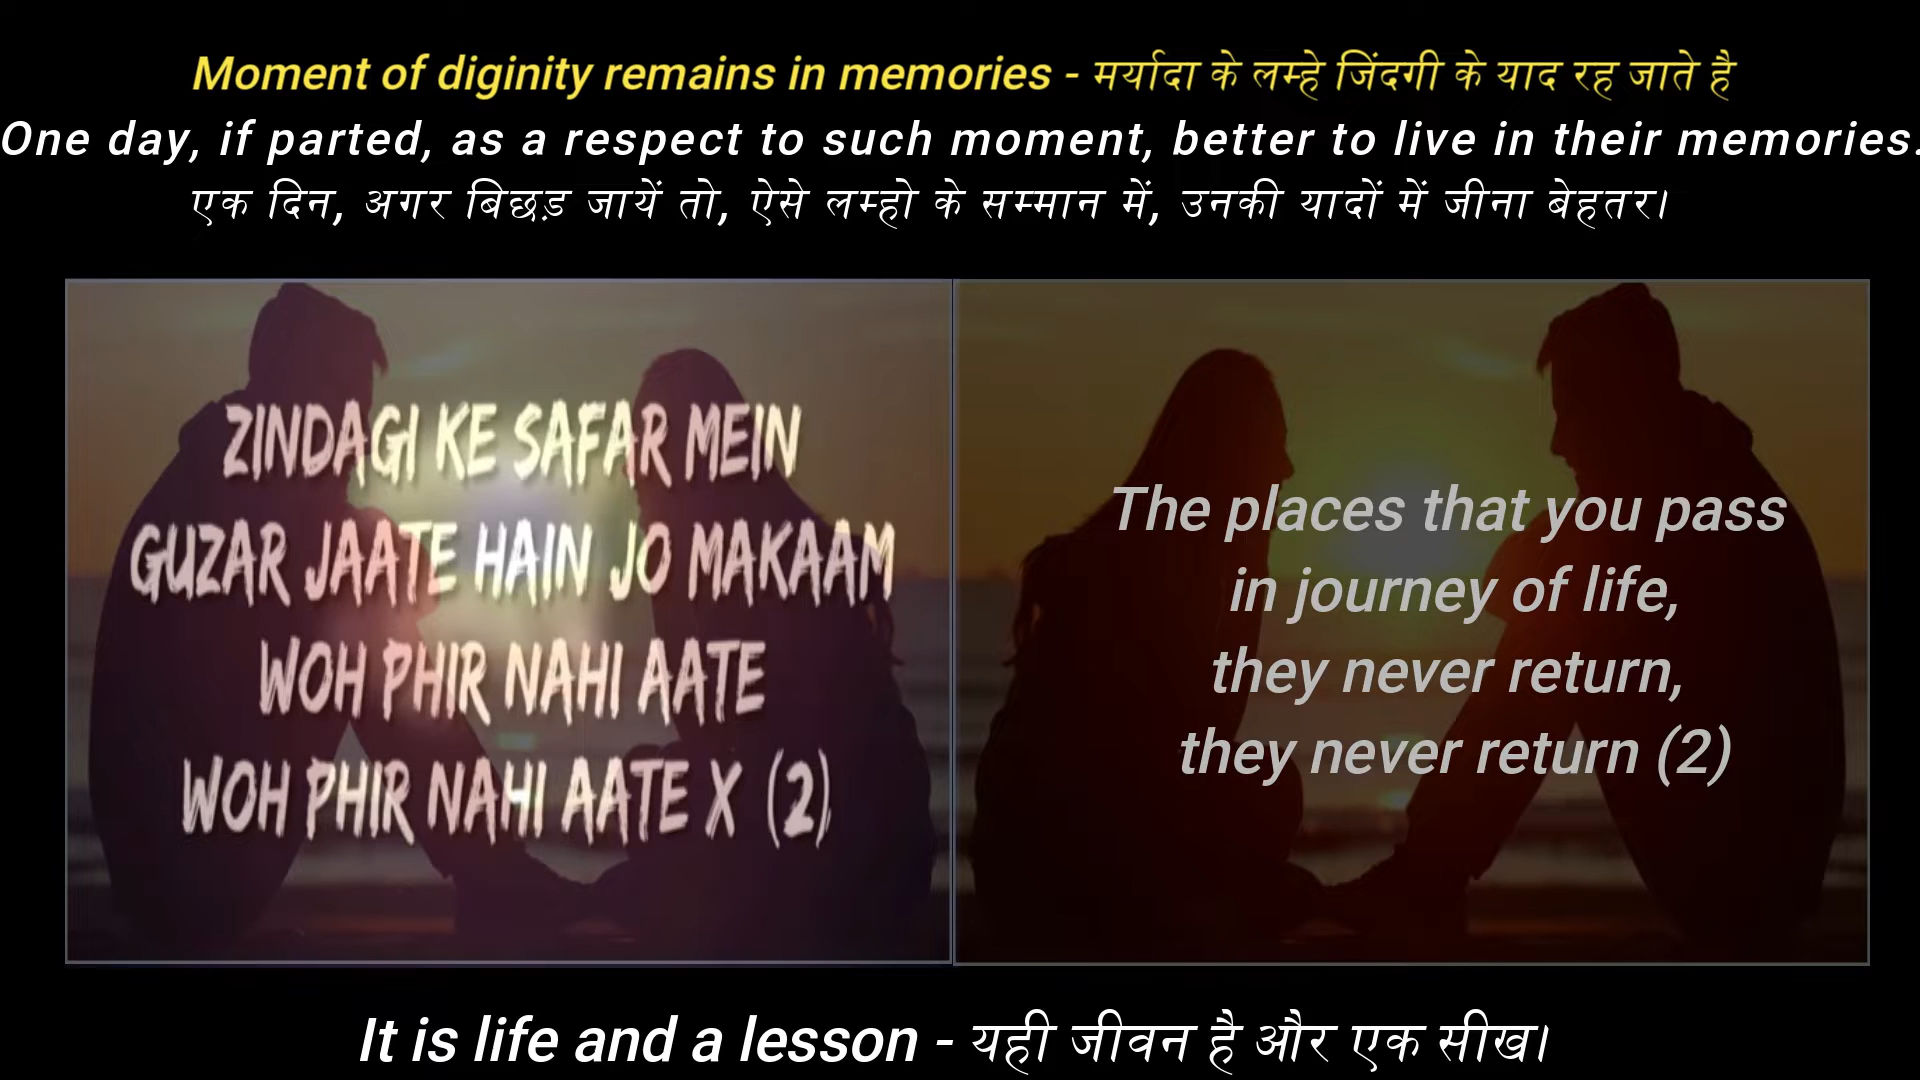 Moment of diginity remains in memories - मर्यादा के लम्हे जिंदगी के याद रह जाते है
One day, if parted, as a respect to such moment, better to live in their memories.
एक दिन, अगर बिछड़ जायें तो, ऐसे लम्हो के सम्मान में, उनकी यादों में जीना बेहतर।
ZINDAGI KE SAFAR MEIN
GUZAR JAATE HAIN JO MAKAAM
WOH PHIR NAHI AATE
WOH PHIR NAHI AATE X (2)
The places that you pass
in journey of life,
they never return,
they never return (2)
It is life and a lesson - यही जीवन है और एक सीख।